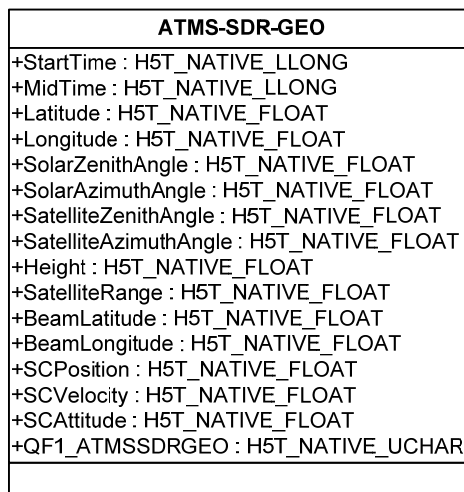 ATMS-SDR-GEO
+StartTime : H5T_NATIVE_LLONG
+MidTime : H5T_NATIVE_LLONG
+Latitude : H5T_NATIVE_FLOAT
+Longitude : H5T_NATIVE_FLOAT
+SolarZenithAngle : H5T_NATIVE_FLOAT
+SolarAzimuthAngle : H5T_NATIVE_FLOAT
+SatelliteZenithAngle : H5T_NATIVE_FLOAT
+SatelliteAzimuthAngle : H5T_NATIVE_FLOAT
+Height : H5T_NATIVE_FLOAT
+SatelliteRange : H5T_NATIVE_FLOAT
+BeamLatitude : H5T_NATIVE_FLOAT
+BeamLongitude : H5T_NATIVE_FLOAT
+SCPosition : H5T_NATIVE_FLOAT
+SCVelocity : H5T_NATIVE_FLOAT
+SCAttitude : H5T_NATIVE_FLOAT
+QF1_ATMSSDRGEO : H5T_NATIVE_UCHAR